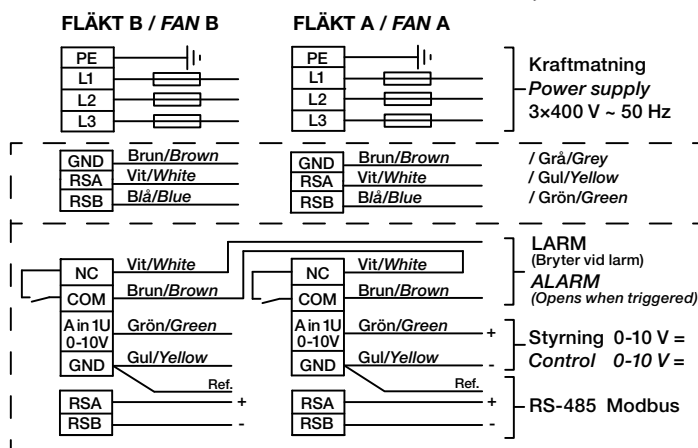 FLÄKT B / FAN B
FLÄKT A / FAN A
PE
L1
L2
L3
PE
L1
L2
L3
Kraftmatning
Power supply
3×400 V ~ 50 Hz
GND Brun/Brown
RSA Vit/White
RSB Blå/Blue
GND Brun/Brown
RSA Vit/White
RSB Blå/Blue
/ Grå/Grey
/ Gul/Yellow
/ Grön/Green
NC Vit/White
COM Brun/Brown
A in 1U
0-10V
Grön/Green
GND Gul/Yellow
Ref.
RSA +
RSB -
NC Vit/White
COM Brun/Brown
A in 1U
0-10V
Grön/Green +
GND Gul/Yellow -
Ref.
RSA +
RSB -
LARM
(Bryter vid larm)
ALARM
(Opens when triggered)
Styrning 0-10 V =
Control 0-10 V =
RS-485 Modbus